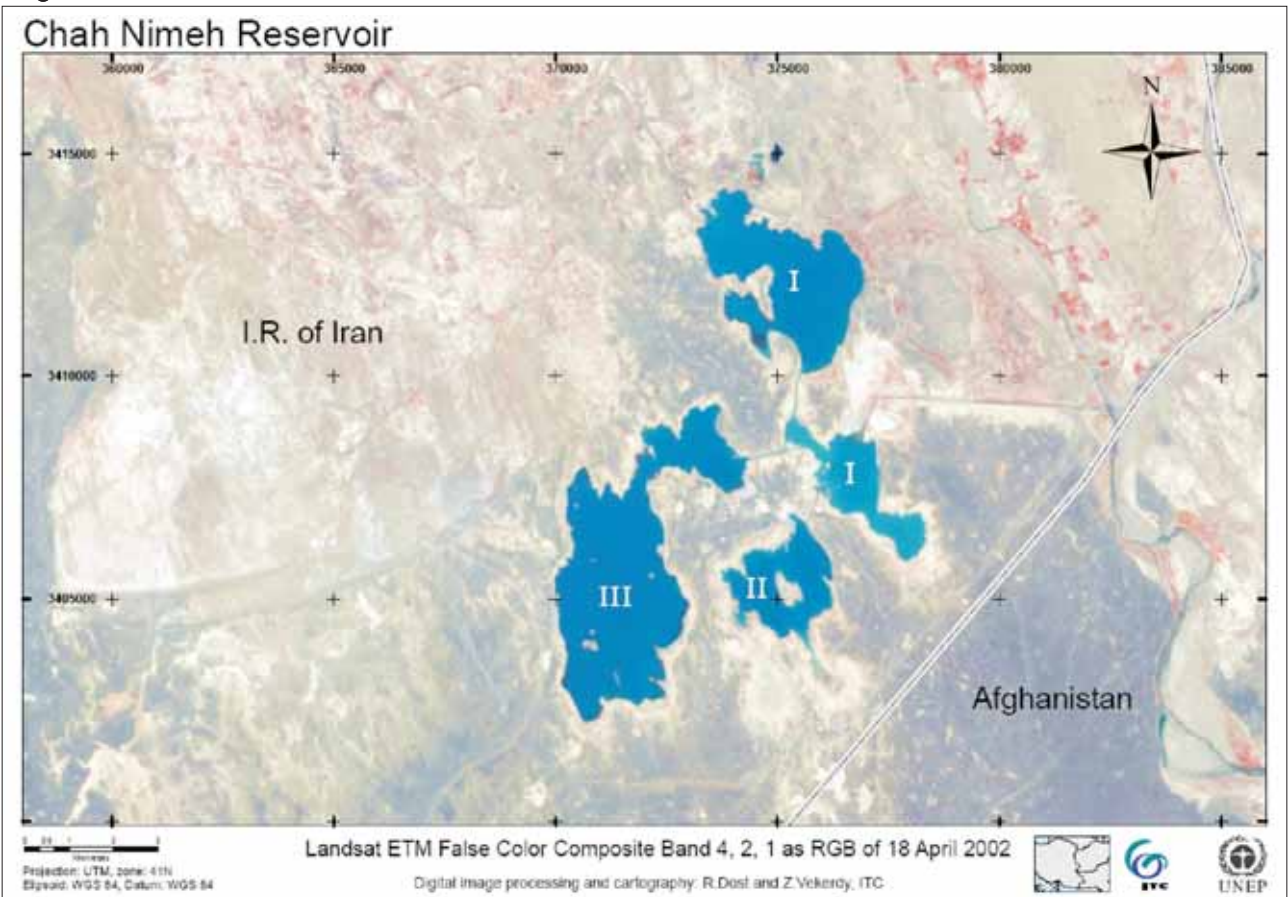 Chah Nimeh Reservoir
360000 365000 370000 375000 380000 385000
N
3415000
I
I.R. of Iran
3410000
I
3405000
II
III
Afghanistan
Landsat ETM False Color Composite Band 4, 2, 1 as RGB of 18 April 2002
Projection: UTM, zone: 41N
Elipsoid: WGS 84, Datum: WGS 84
Digital image processing and cartography: R.Dost and Z.Vekerdy, ITC
ITC
UNEP